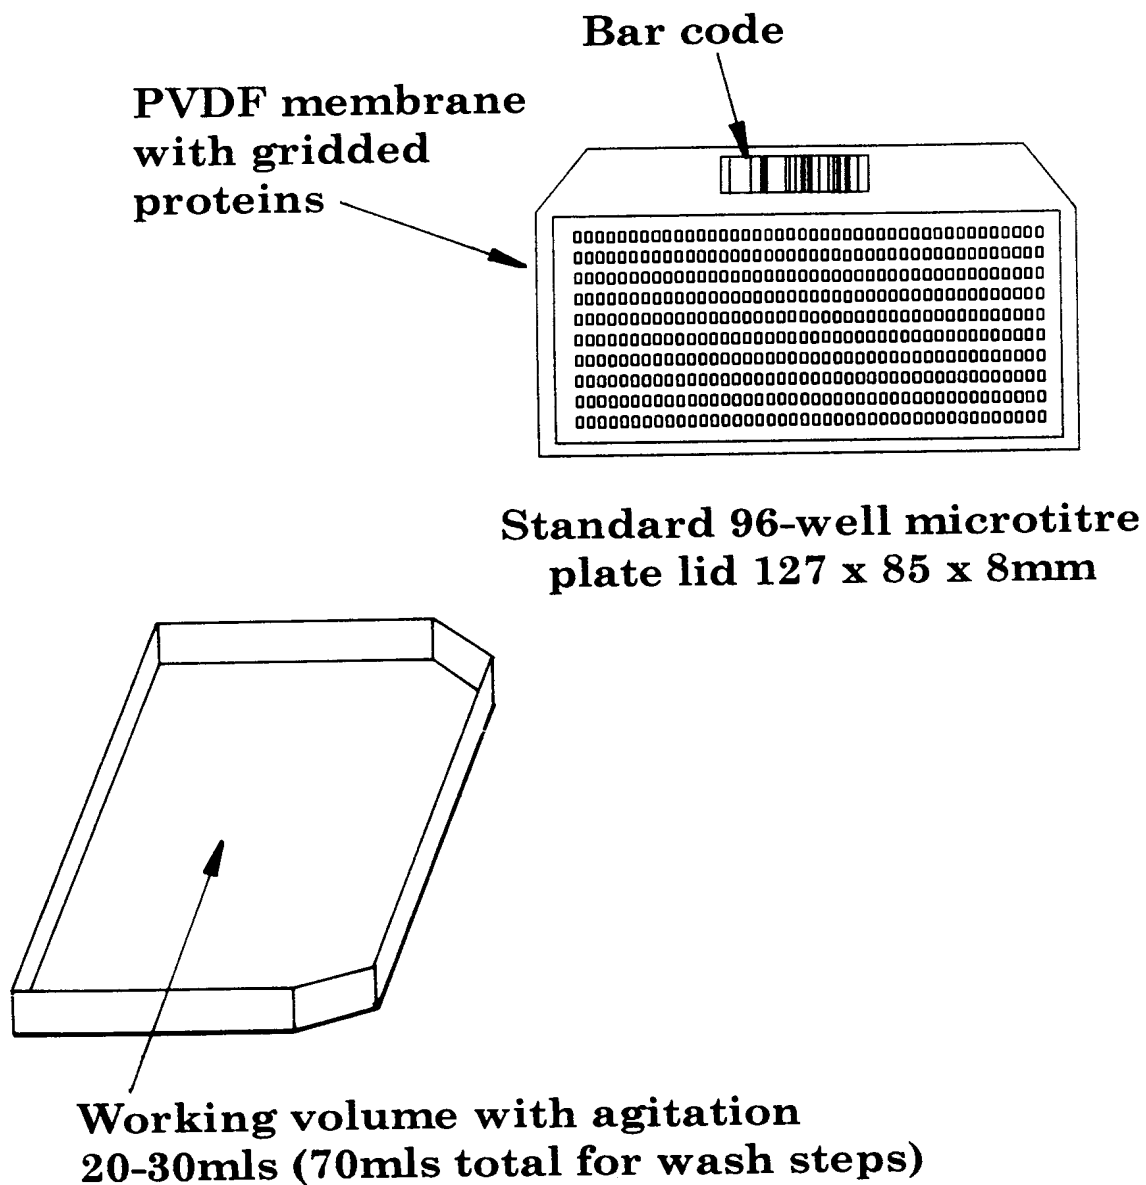 Bar code
PVDF membrane
with gridded
proteins
Standard 96-well microtitre
plate lid 127 x 85 x 8mm
Working volume with agitation
20-30mls (70mls total for wash steps)